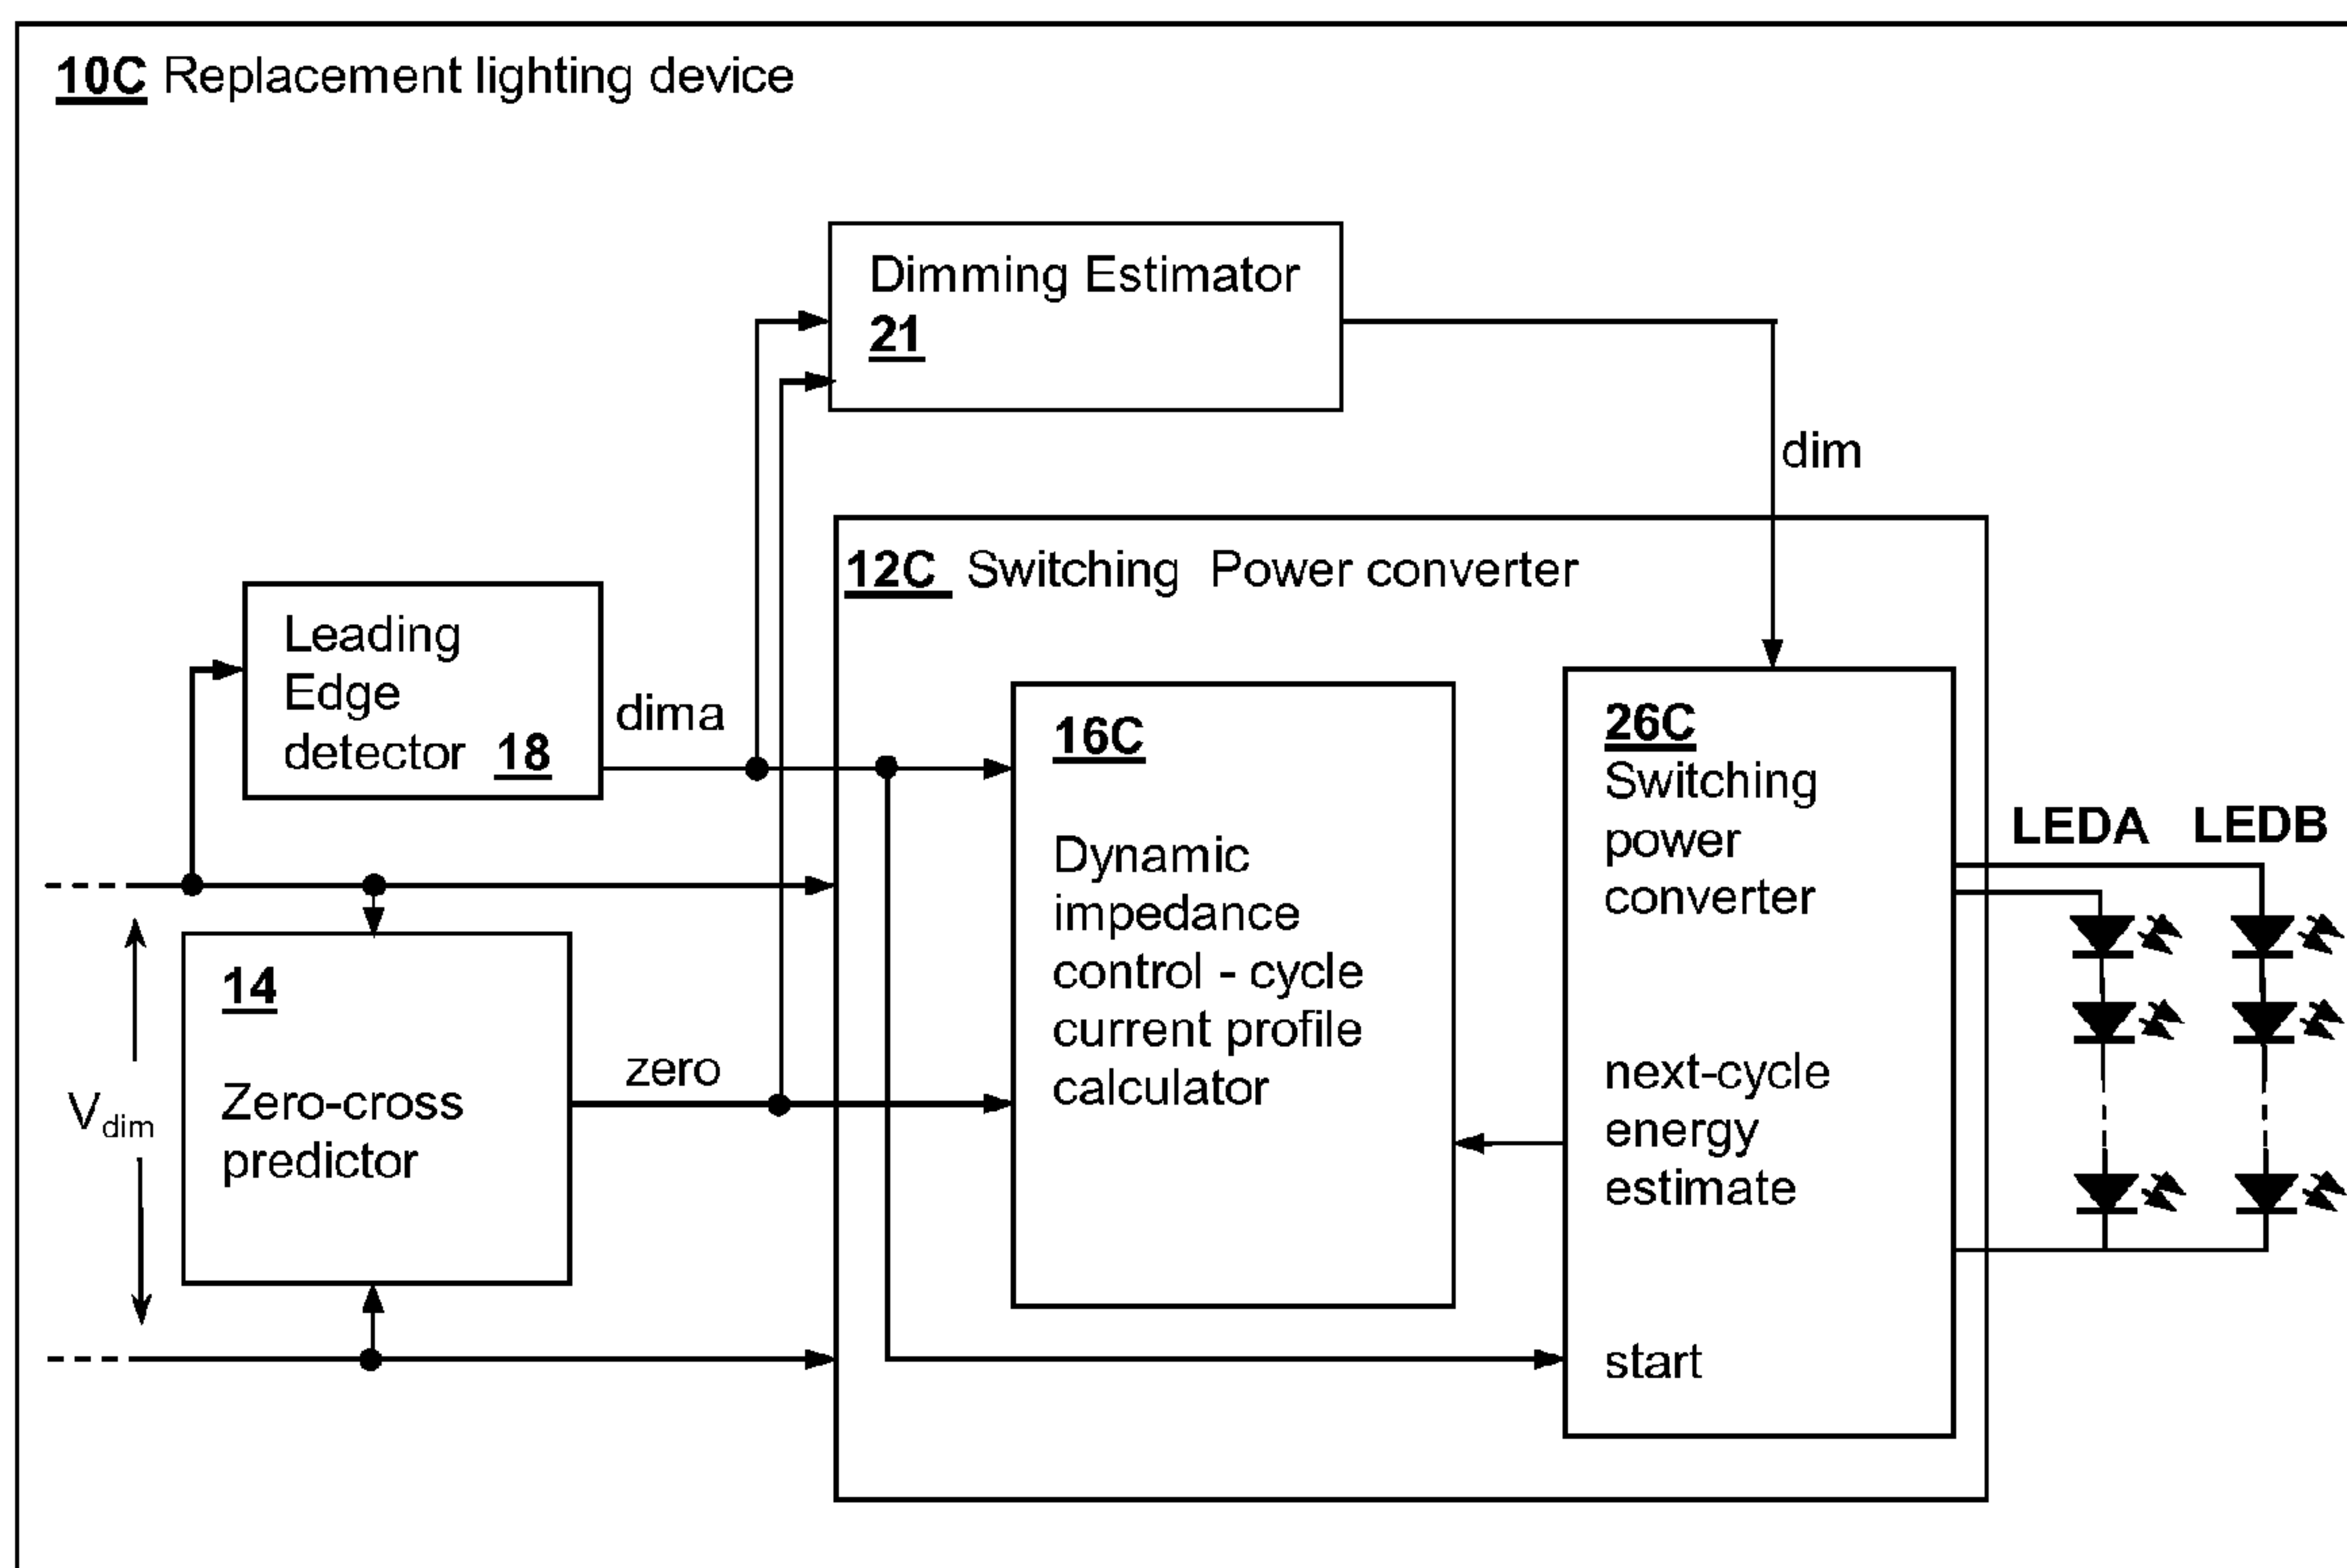 10C Replacement lighting device
Dimming Estimator
21
dim
12C Switching Power converter
Leading
Edge
detector 18
dima
16C
Dynamic
impedance
control - cycle
current profile
calculator
26C
Switching
power
converter
next-cycle
energy
estimate
start
LEDA LEDB
14
Zero-cross
predictor
zero
Vdim